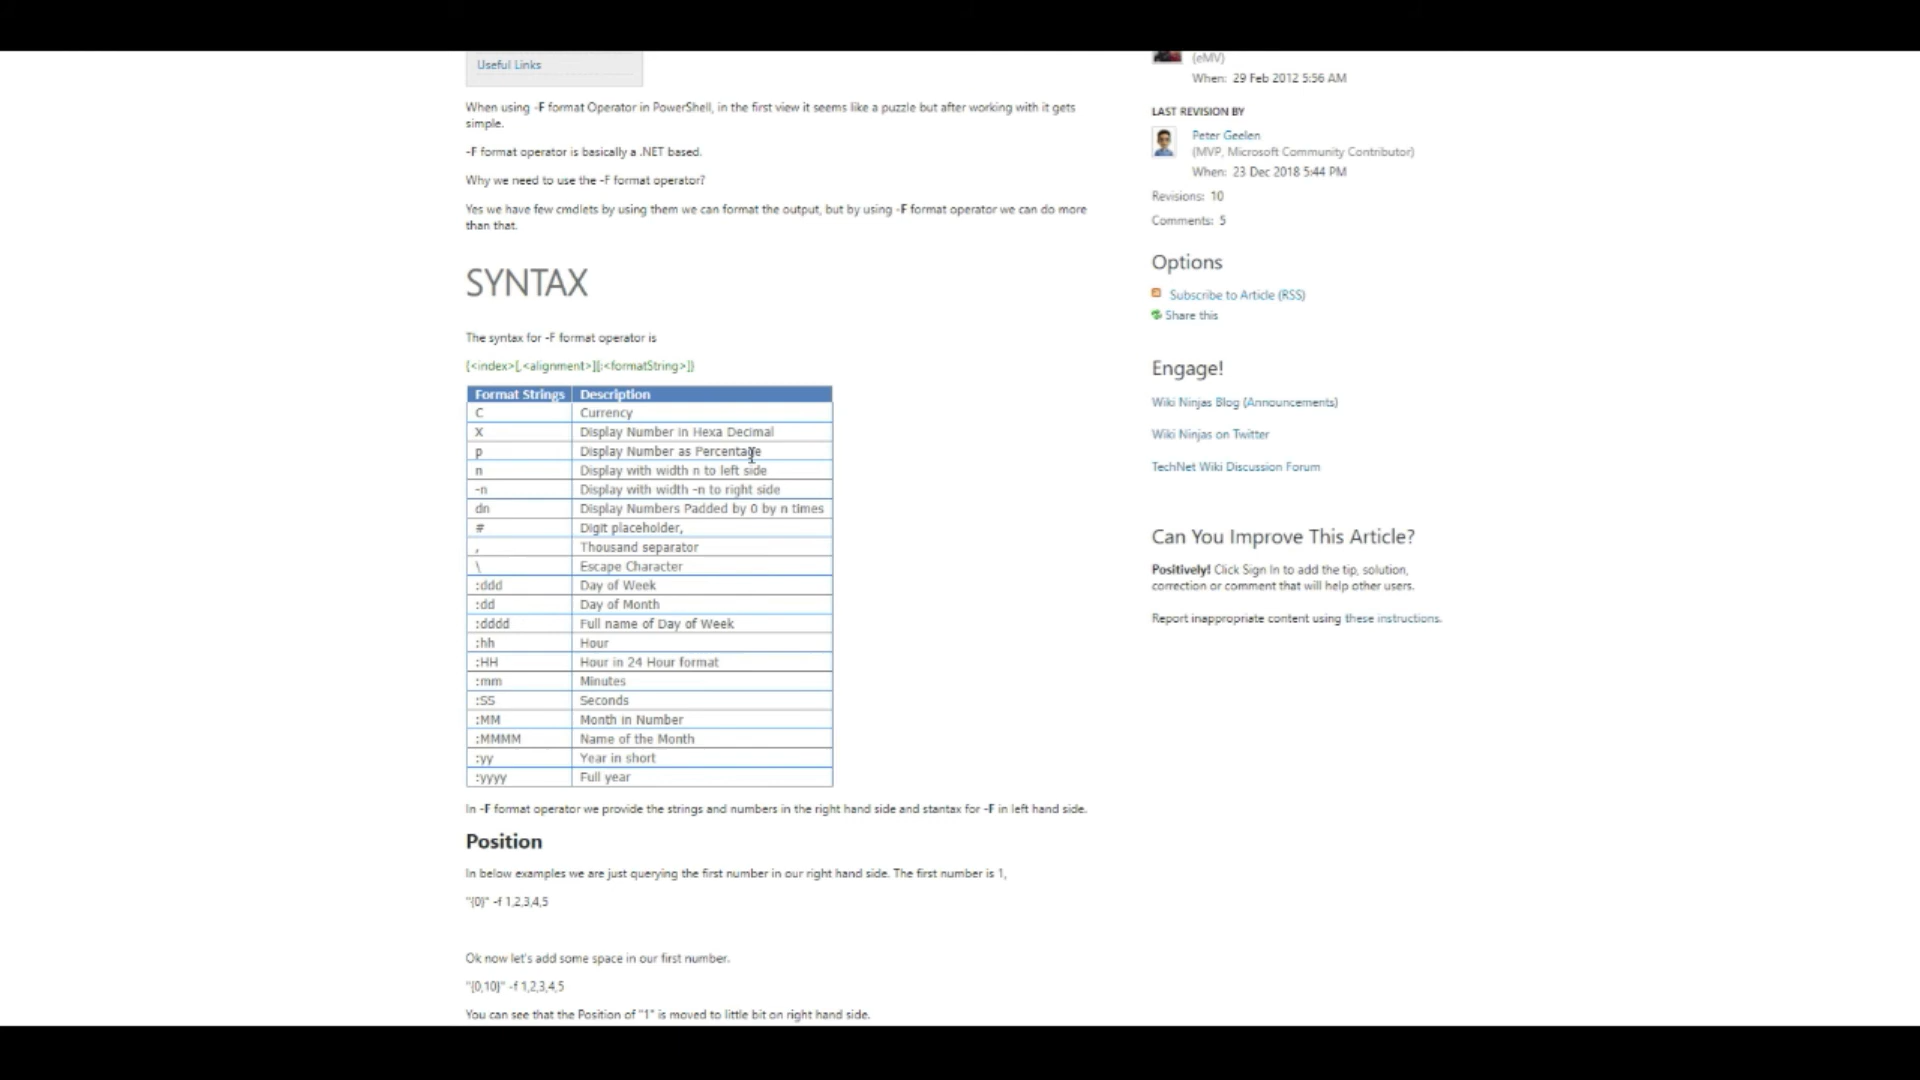 Useful Links
When using -F format Operator in PowerShell, in the first view it seems like a puzzle but after working with it gets
simple.
-F format operator is basically a .NET based.
Why we need to use the -F format operator?
Yes we have few cmdlets by using them we can format the output, but by using -F format operator we can do more
than that.
SYNTAX
The syntax for -F format operator is
{<index>[,<alignment>][:<formatString>]}
Format Strings Description
C Currency
X Display Number in Hexa Decimal
p Display Number as Percentage
n Display with width n to left side
-n Display with width -n to right side
dn Display Numbers Padded by 0 by n times
# Digit placeholder,
, Thousand separator
\ Escape Character
:ddd Day of Week
:dd Day of Month
:dddd Full name of Day of Week
:hh Hour
:HH Hour in 24 Hour format
:mm Minutes
:SS Seconds
:MM Month in Number
:MMMM Name of the Month
:yy Year in short
:yyyy Full year
In -F format operator we provide the strings and numbers in the right hand side and stantax for -F in left hand side.
Position
In below examples we are just querying the first number in our right hand side. The first number is 1,
"{0}" -f 1,2,3,4,5
Ok now let's add some space in our first number.
"{0,10}" -f 1,2,3,4,5
You can see that the Position of "1" is moved to little bit on right hand side.
(eMV)
When: 29 Feb 2012 5:56 AM
LAST REVISION BY
Peter Geelen
(MVP, Microsoft Community Contributor)
When: 23 Dec 2018 5:44 PM
Revisions: 10
Comments: 5
Options
Subscribe to Article (RSS)
Share this
Engage!
Wiki Ninjas Blog (Announcements)
Wiki Ninjas on Twitter
TechNet Wiki Discussion Forum
Can You Improve This Article?
Positively! Click Sign In to add the tip, solution,
correction or comment that will help other users.
Report inappropriate content using these instructions.